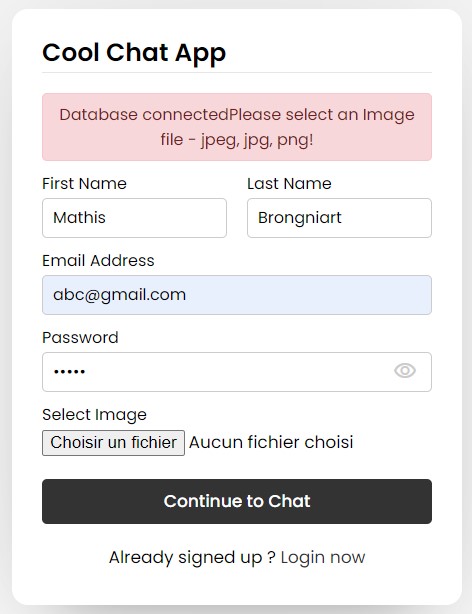 Cool Chat App
Database connectedPlease select an Image
file - jpeg, jpg, png!
First Name Last Name
Mathis Brongniart
Email Address
abc@gmail.com
Password
•••••
Select Image
Choisir un fichier Aucun fichier choisi
Continue to Chat
Already signed up ? Login now